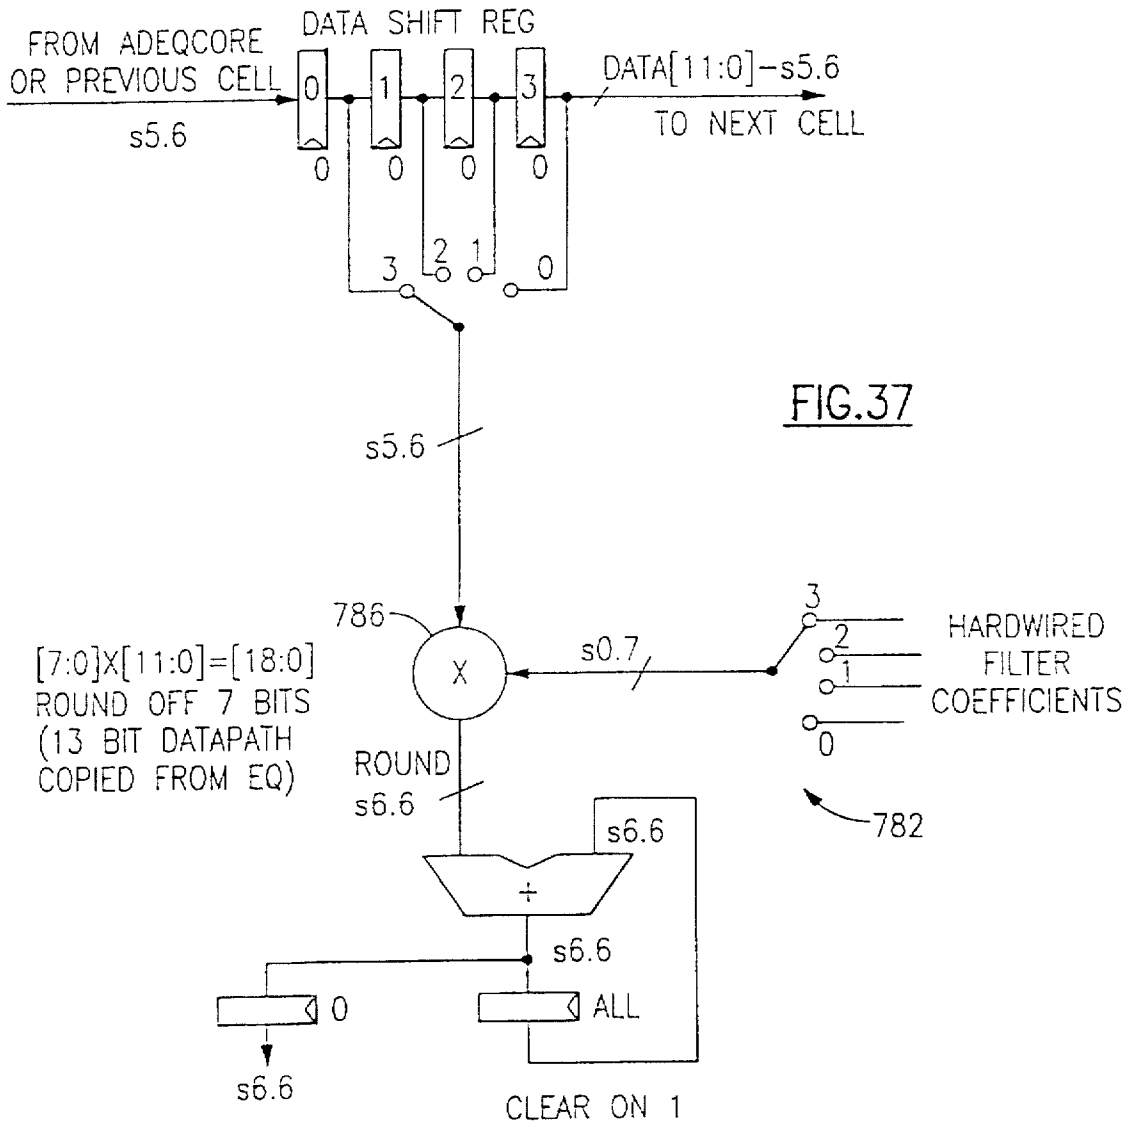 DATA SHIFT REG
FROM ADEQCORE
OR PREVIOUS CELL
s5.6
0
1
2
3
0
0
0
0
DATA[11:0]-s5.6
TO NEXT CELL
3
2
1
0
FIG.37
s5.6
786
X
s0.7
3
2
1
0
HARDWIRED
FILTER
COEFFICIENTS
782
[7:0]X[11:0]=[18:0]
ROUND OFF 7 BITS
(13 BIT DATAPATH
COPIED FROM EQ)
ROUND
s6.6
s6.6
÷
s6.6
0
ALL
s6.6
CLEAR ON 1